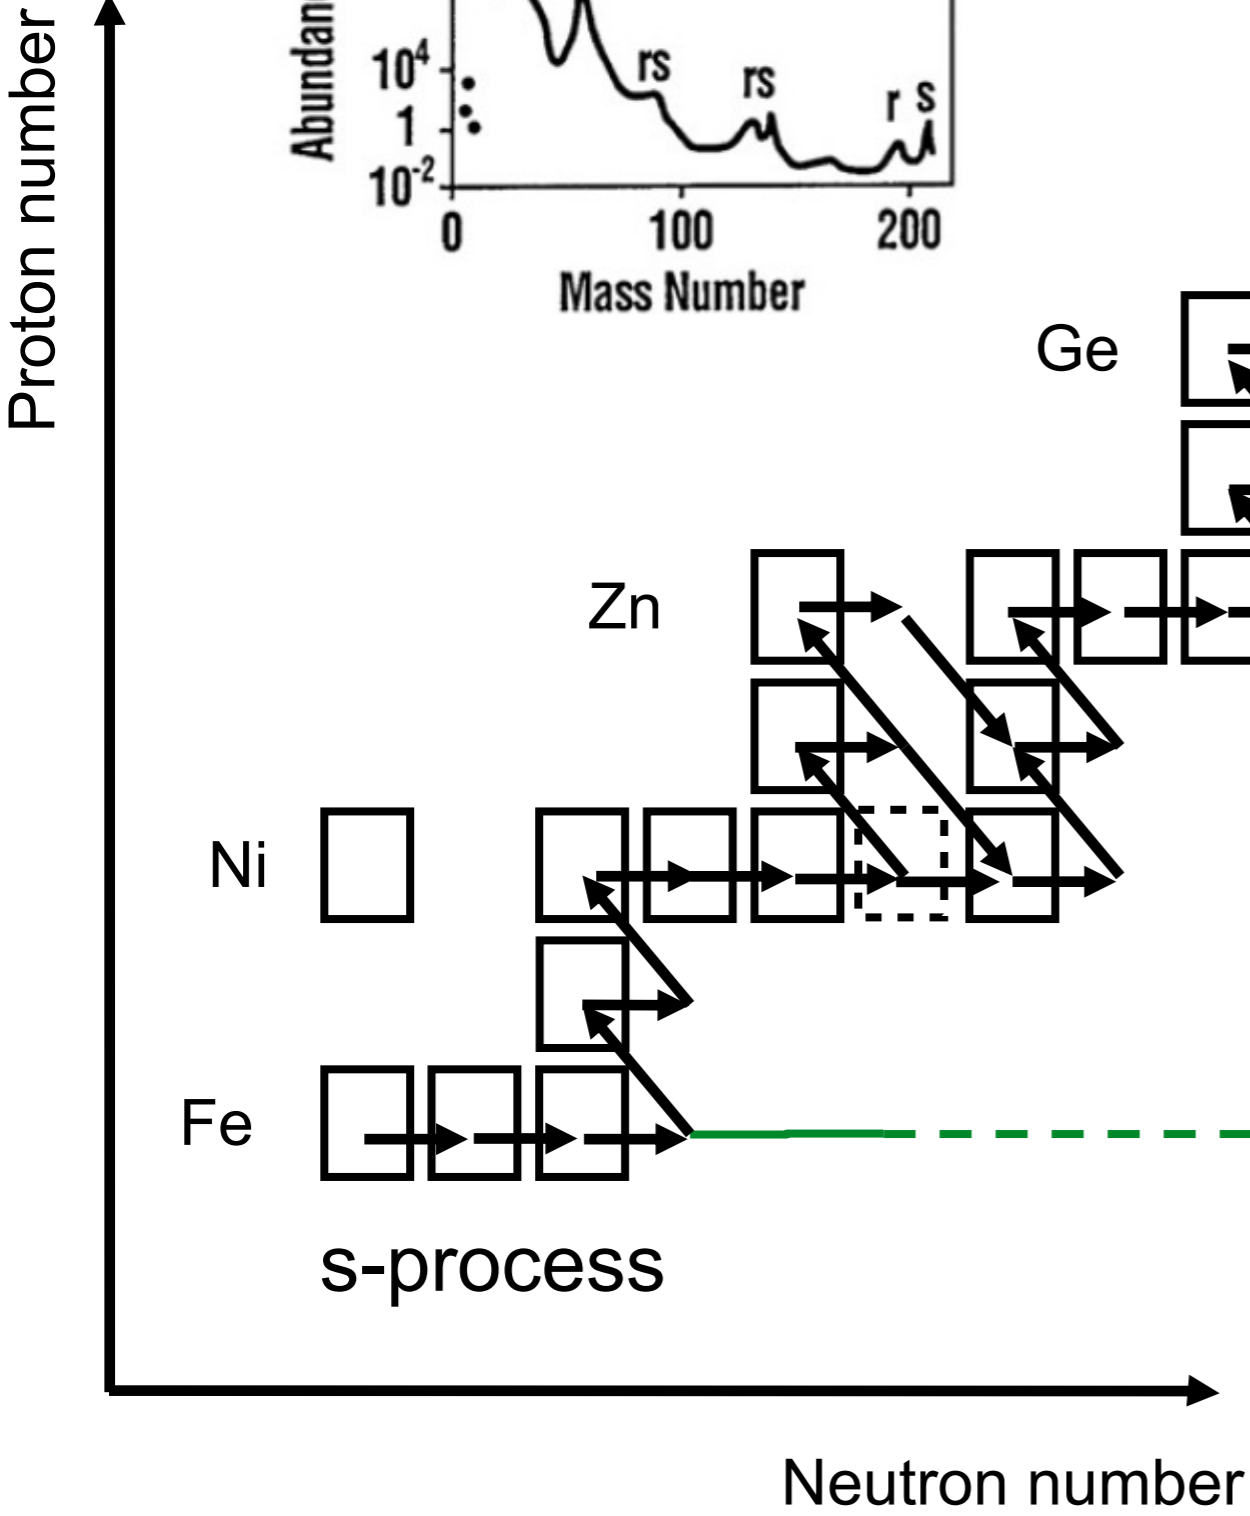 Proton number
Abundan
10⁴
1
10⁻²
rs
rs
r s
0 100 200
Mass Number
Ge
Zn
Ni
Fe
s-process
Neutron number